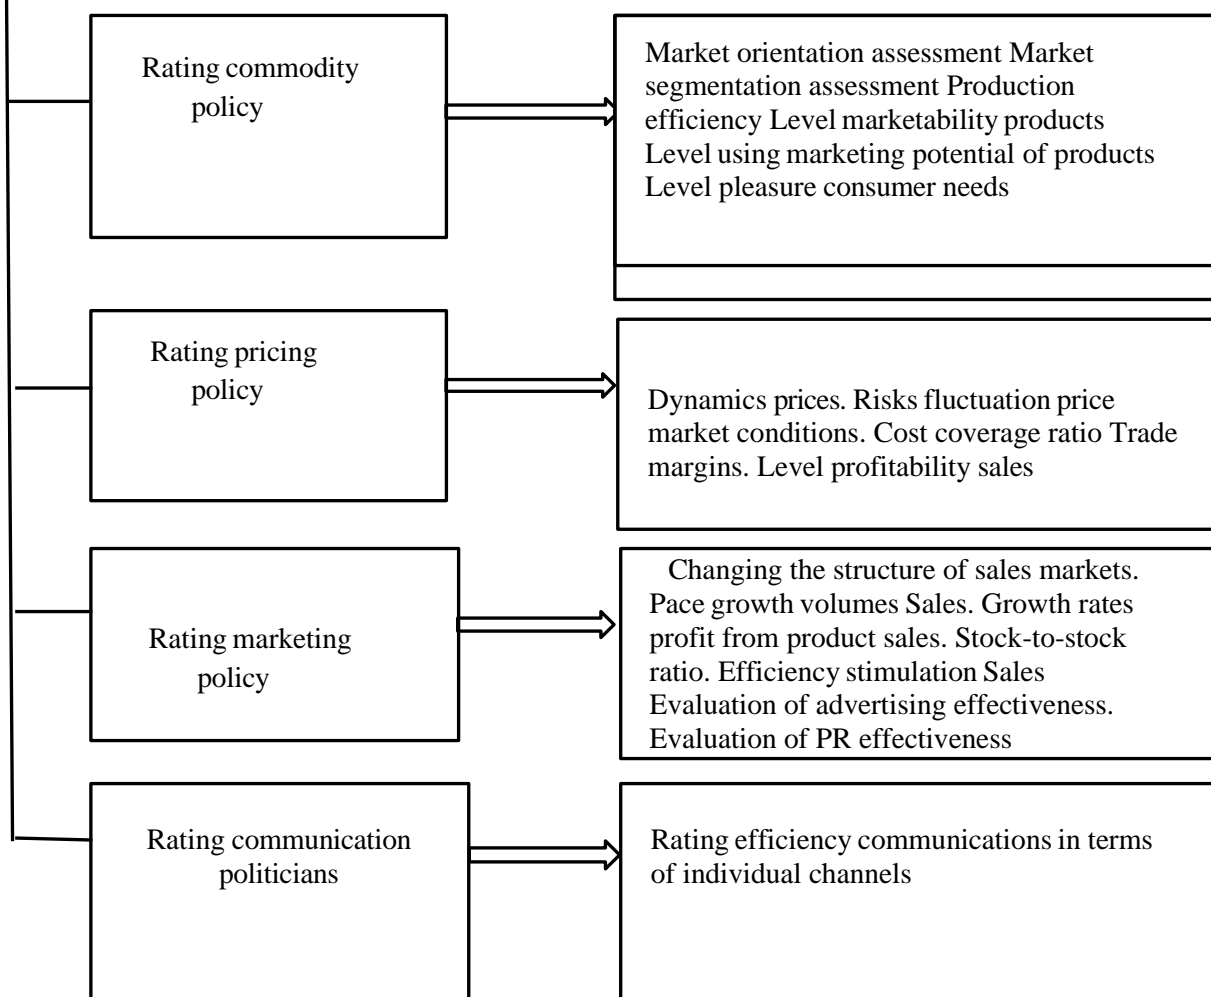 Rating commodity
policy
Market orientation assessment Market
segmentation assessment Production
efficiency Level marketability products
Level using marketing potential of products
Level pleasure consumer needs
Rating pricing
policy
Dynamics prices. Risks fluctuation price
market conditions. Cost coverage ratio Trade
margins. Level profitability sales
Rating marketing
policy
Changing the structure of sales markets.
Pace growth volumes Sales. Growth rates
profit from product sales. Stock-to-stock
ratio. Efficiency stimulation Sales
Evaluation of advertising effectiveness.
Evaluation of PR effectiveness
Rating communication
politicians
Rating efficiency communications in terms
of individual channels